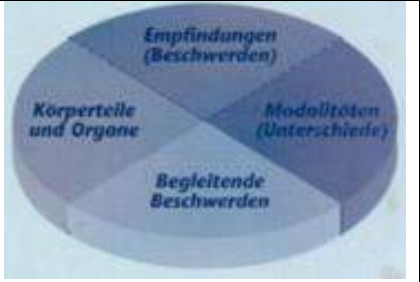 Empfindungen
(Beschwerden)
Körperteile
und Organe
Modalitäten
(Unterschiede)
Begleitende
Beschwerden